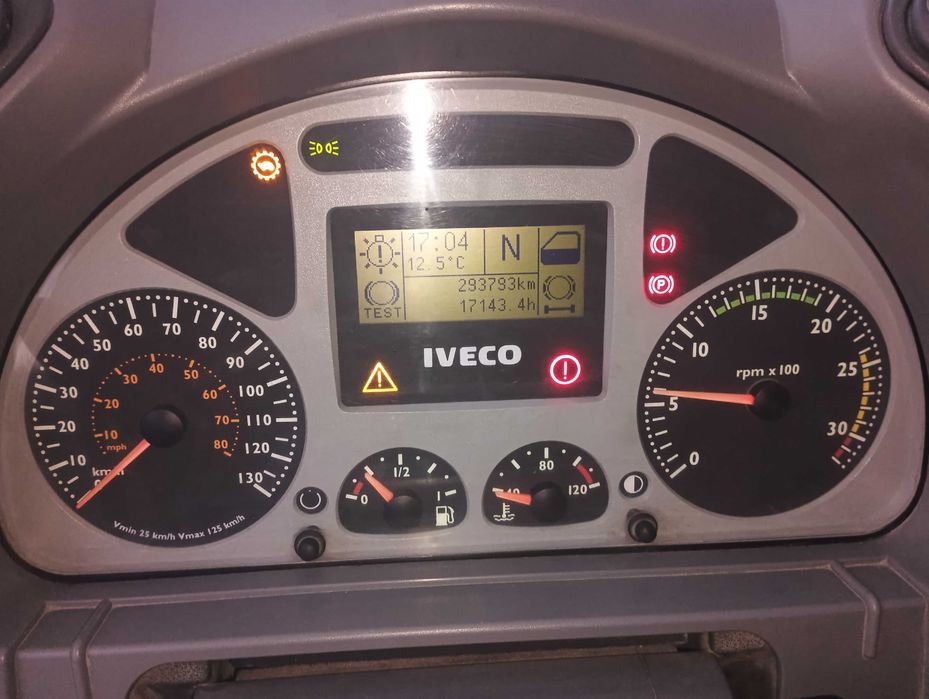 17:04
N
12.5°C
293793km
TEST
17143.4h
IVECO
0 10 20 30 40 50 60 70 80 90 100 110 120 130
10 20 30 40 50 60 70 80
mph
Vmin 25 km/h Vmax 125 km/h
0 1/2 1
40 80 120
P
0 5 10 15 20 25 30
rpm x 100